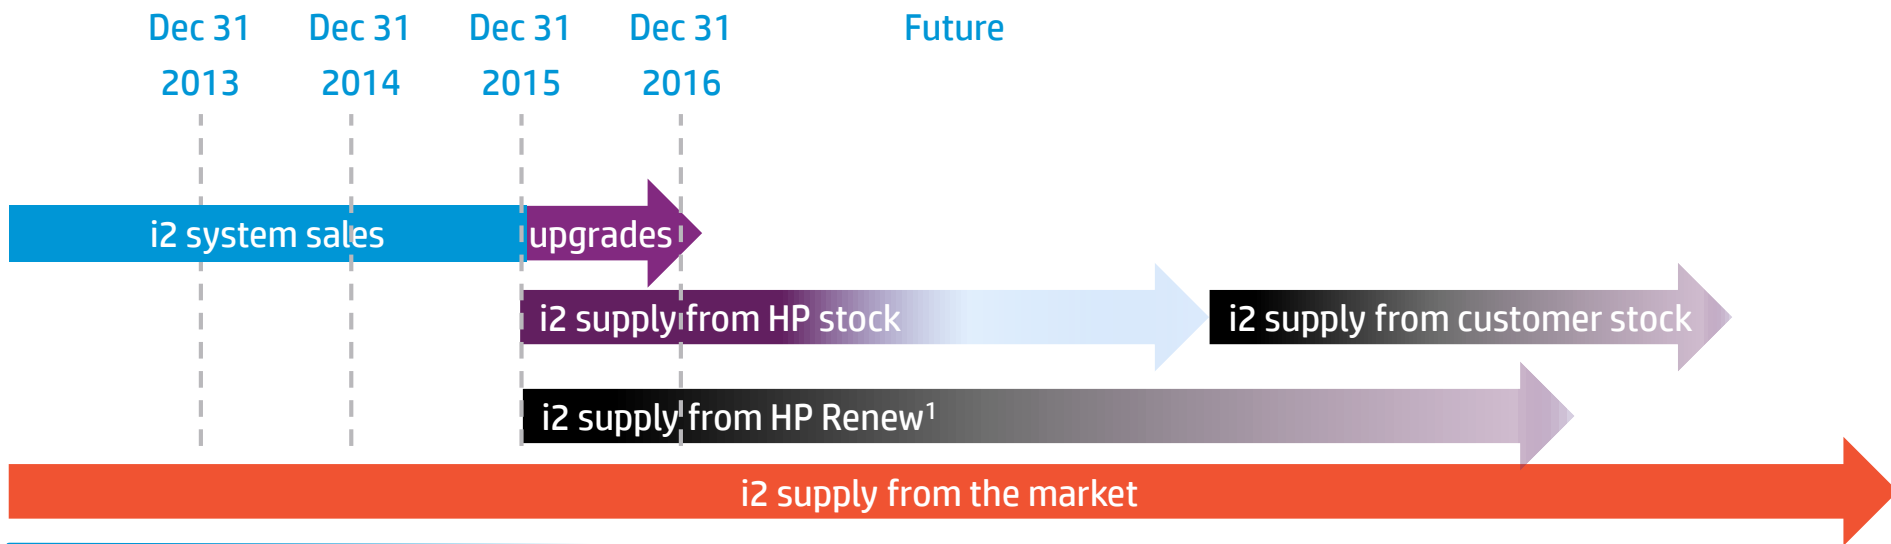 Dec 31 Dec 31 Dec 31 Dec 31 Future
2013 2014 2015 2016
i2 system sales upgrades
i2 supply from HP stock i2 supply from customer stock
i2 supply from HP Renew¹
i2 supply from the market